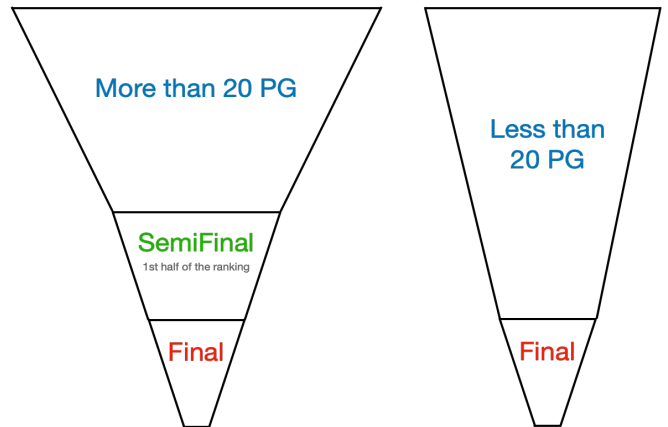 More than 20 PG
SemiFinal
1st half of the ranking
Final
Less than
20 PG
Final